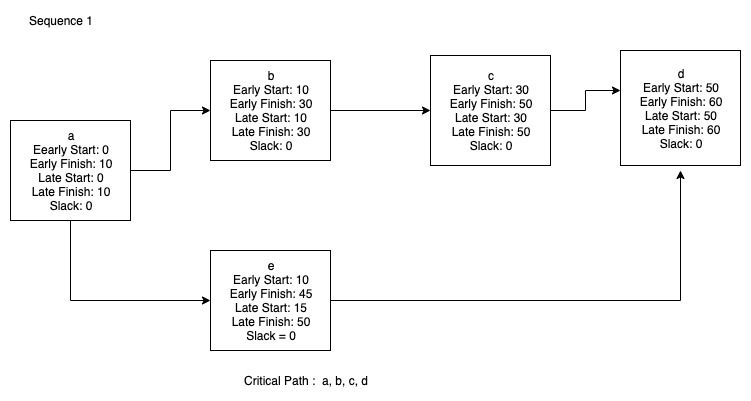 Sequence 1
a
Eearly Start: 0
Early Finish: 10
Late Start: 0
Late Finish: 10
Slack: 0
b
Early Start: 10
Early Finish: 30
Late Start: 10
Late Finish: 30
Slack: 0
c
Early Start: 30
Early Finish: 50
Late Start: 30
Late Finish: 50
Slack: 0
d
Early Start: 50
Early Finish: 60
Late Start: 50
Late Finish: 60
Slack: 0
e
Early Start: 10
Early Finish: 45
Late Start: 15
Late Finish: 50
Slack = 0
Critical Path : a, b, c, d